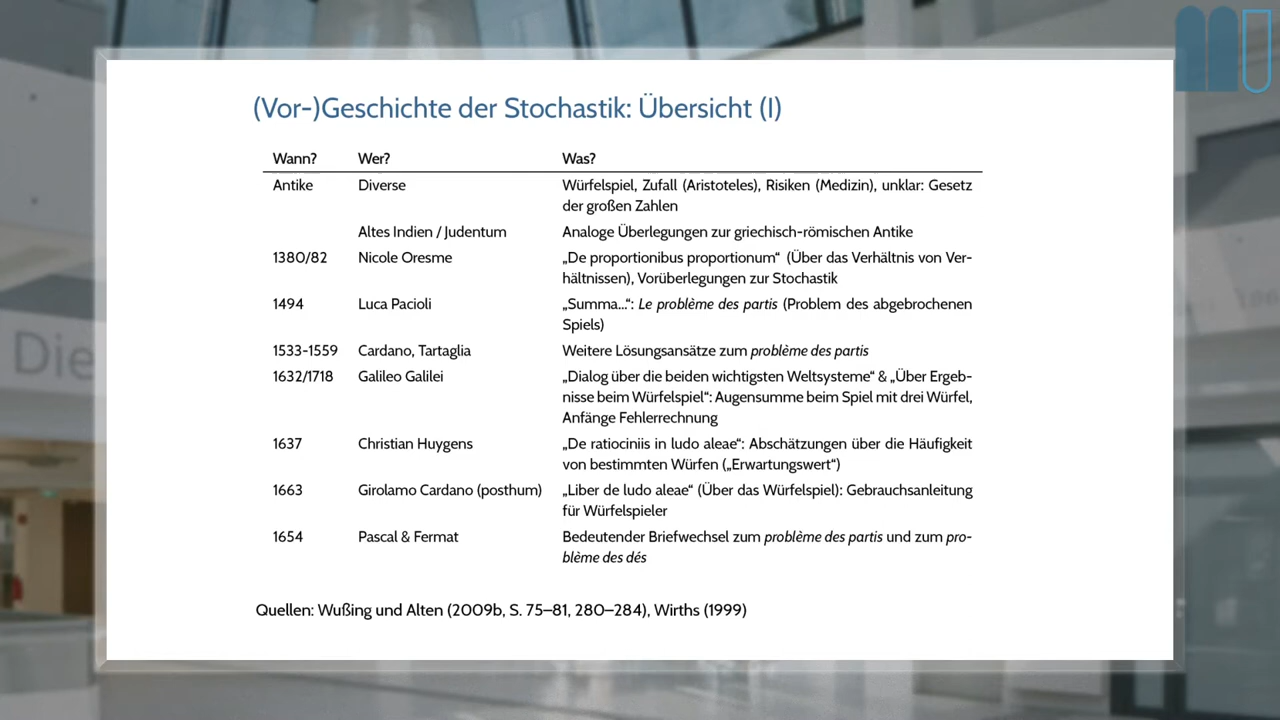 (Vor-)Geschichte der Stochastik: Übersicht (I)
Wann? Wer? Was?
Antike Diverse Würfelspiel, Zufall (Aristoteles), Risiken (Medizin), unklar: Gesetz
der großen Zahlen
Altes Indien / Judentum Analoge Überlegungen zur griechisch-römischen Antike
1380/82 Nicole Oresme „De proportionibus proportionum“ (Über das Verhältnis von Ver-
hältnissen), Vorüberlegungen zur Stochastik
1494 Luca Pacioli „Summa...“: Le problème des partis (Problem des abgebrochenen
Spiels)
1533-1559 Cardano, Tartaglia Weitere Lösungsansätze zum problème des partis
1632/1718 Galileo Galilei „Dialog über die beiden wichtigsten Weltsysteme“ & „Über Ergeb-
nisse beim Würfelspiel“: Augensumme beim Spiel mit drei Würfel,
Anfänge Fehlerrechnung
1637 Christian Huygens „De ratiociniis in ludo aleae“: Abschätzungen über die Häufigkeit
von bestimmten Würfen („Erwartungswert“)
1663 Girolamo Cardano (posthum) „Liber de ludo aleae“ (Über das Würfelspiel): Gebrauchsanleitung
für Würfelspieler
1654 Pascal & Fermat Bedeutender Briefwechsel zum problème des partis und zum pro-
blème des dés
Quellen: Wußing und Alten (2009b, S. 75–81, 280–284), Wirths (1999)
Die